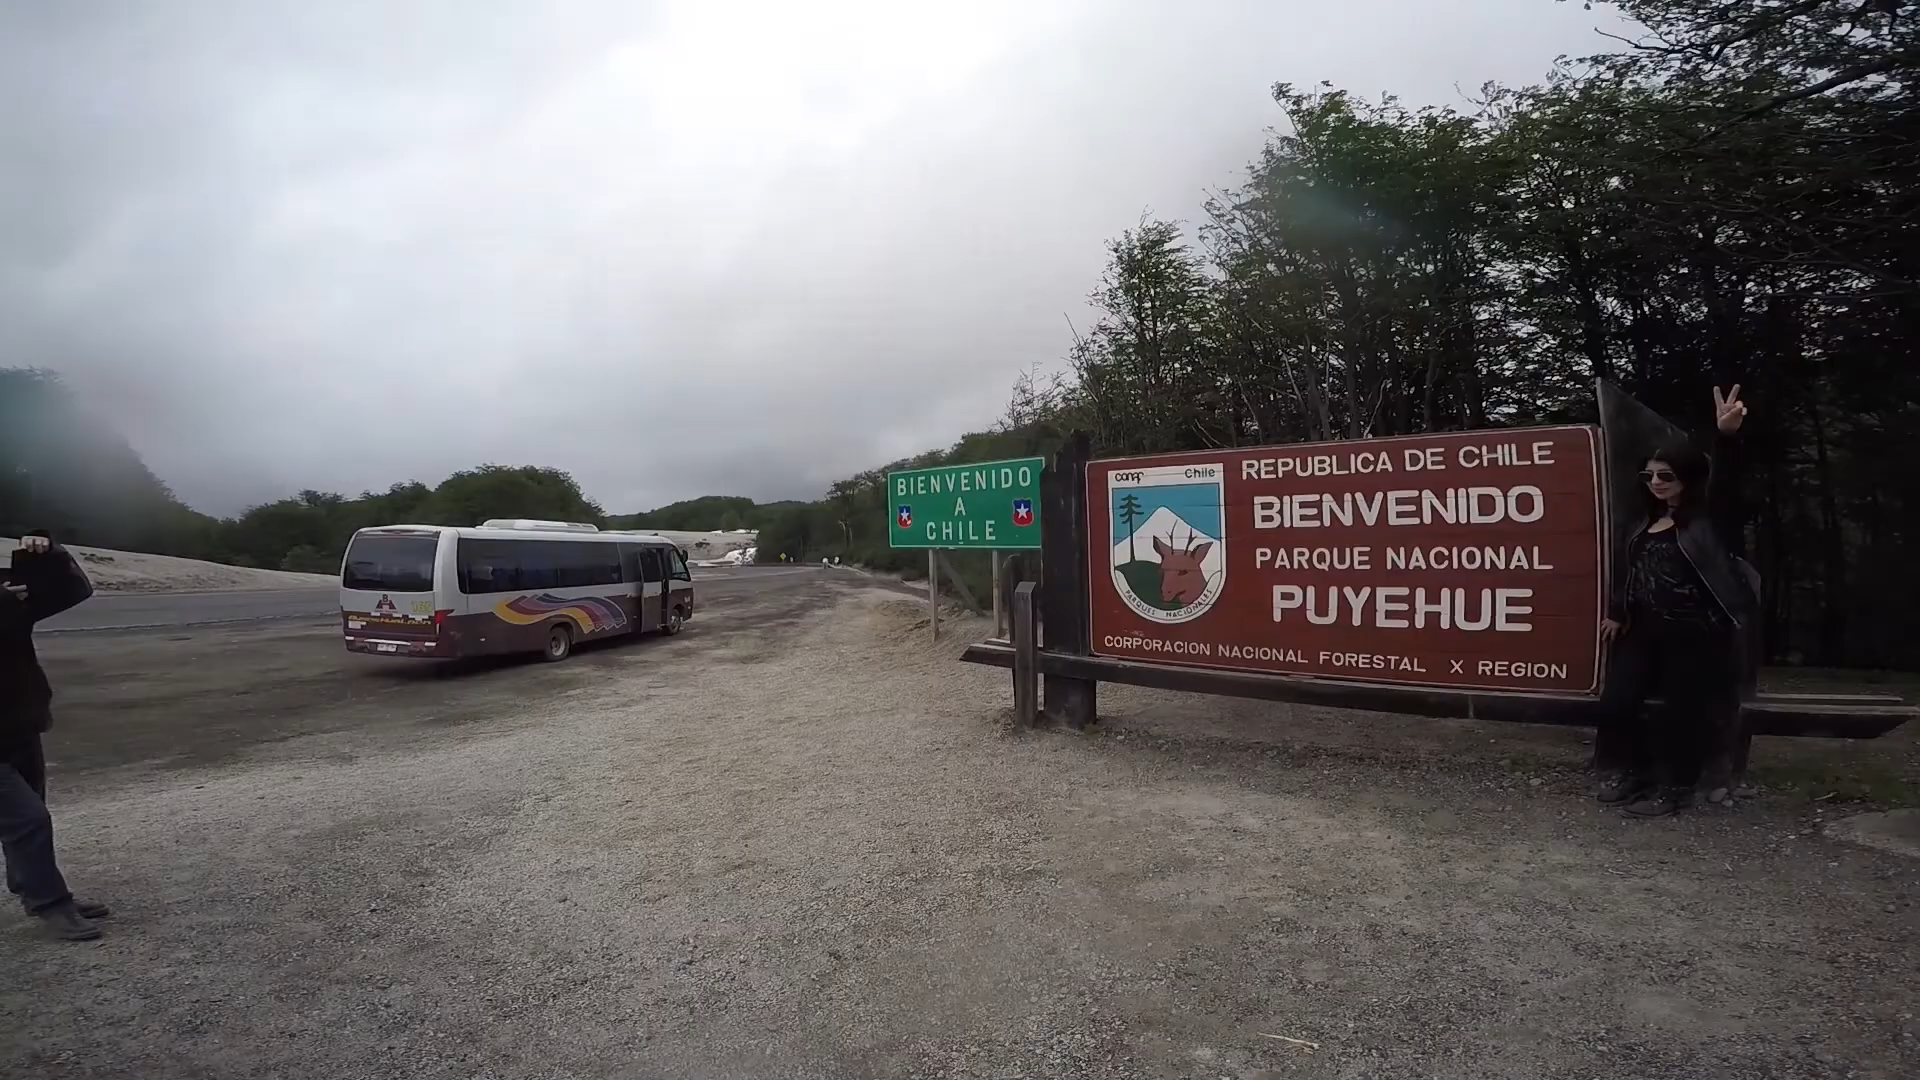 BIENVENIDO
A
CHILE
conaf Chile
PARQUES NACIONALES
REPUBLICA DE CHILE
BIENVENIDO
PARQUE NACIONAL
PUYEHUE
CORPORACION NACIONAL FORESTAL X REGION